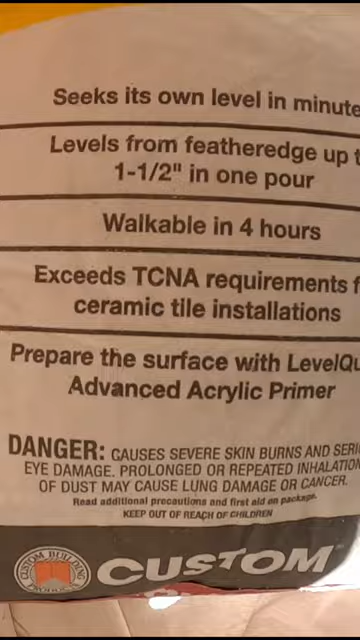 Seeks its own level in minute
Levels from featheredge up t
1-1/2" in one pour
Walkable in 4 hours
Exceeds TCNA requirements f
ceramic tile installations
Prepare the surface with LevelQu
Advanced Acrylic Primer
DANGER: CAUSES SEVERE SKIN BURNS AND SERI
EYE DAMAGE. PROLONGED OR REPEATED INHALATION
OF DUST MAY CAUSE LUNG DAMAGE OR CANCER.
Read additional precautions and first aid on package.
KEEP OUT OF REACH OF CHILDREN
CUSTOM BUILDING
PRODUCTS
CUSTOM™